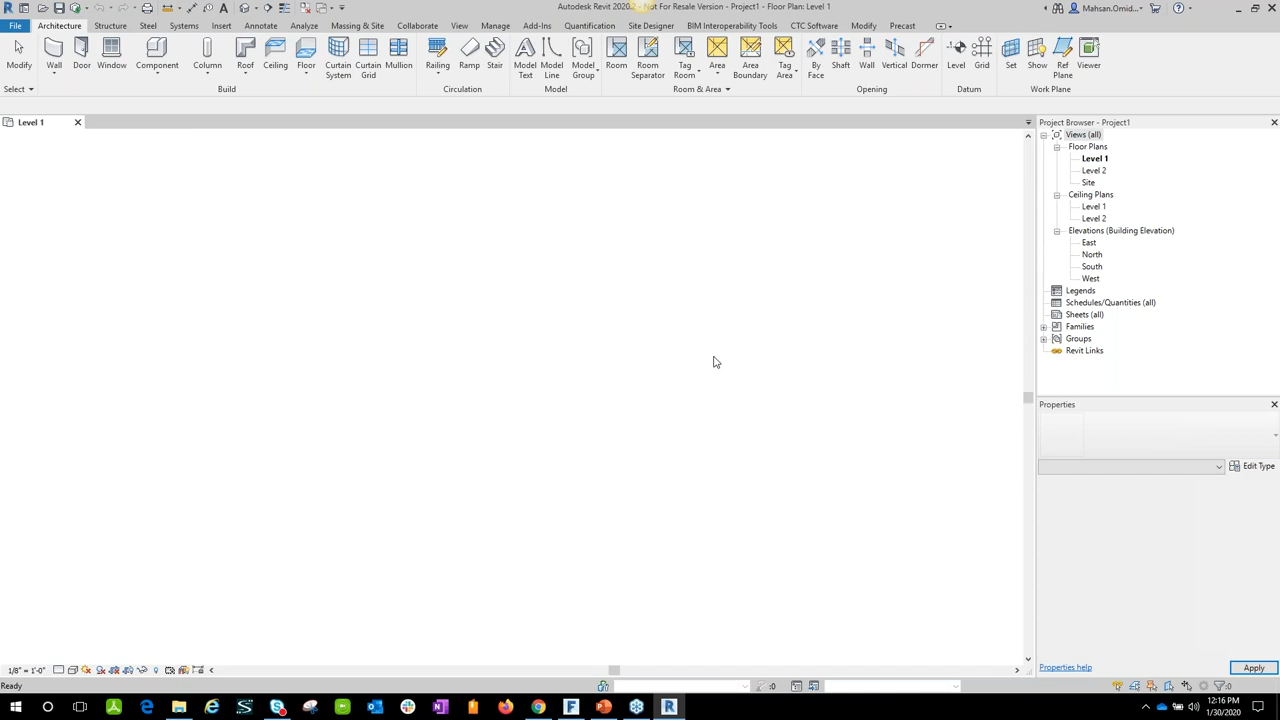 Autodesk Revit 2020.2 - Not For Resale Version - Project1 - Floor Plan: Level 1
Mahsan.Omid...
File Architecture Structure Steel Systems Insert Annotate Analyze Massing & Site Collaborate View Manage Add-Ins Quantification Site Designer BIM Interoperability Tools CTC Software Modify Precast
Modify Wall Door Window Component Column Roof Ceiling Floor Curtain System Curtain Grid Mullion Railing Ramp Stair Model Text Model Line Model Group Room Room Separator Tag Room Area Area Boundary Tag Area By Face Shaft Wall Vertical Dormer Level Grid Set Show Ref Plane Viewer
Select Build Circulation Model Room & Area Opening Datum Work Plane
Level 1
Project Browser - Project1
Views (all)
Floor Plans
Level 1
Level 2
Site
Ceiling Plans
Level 1
Level 2
Elevations (Building Elevation)
East
North
South
West
Legends
Schedules/Quantities (all)
Sheets (all)
Families
Groups
Revit Links
Properties
Edit Type
Properties help
Apply
1/8" = 1'-0"
Ready
:0
:0
12:16 PM
1/30/2020